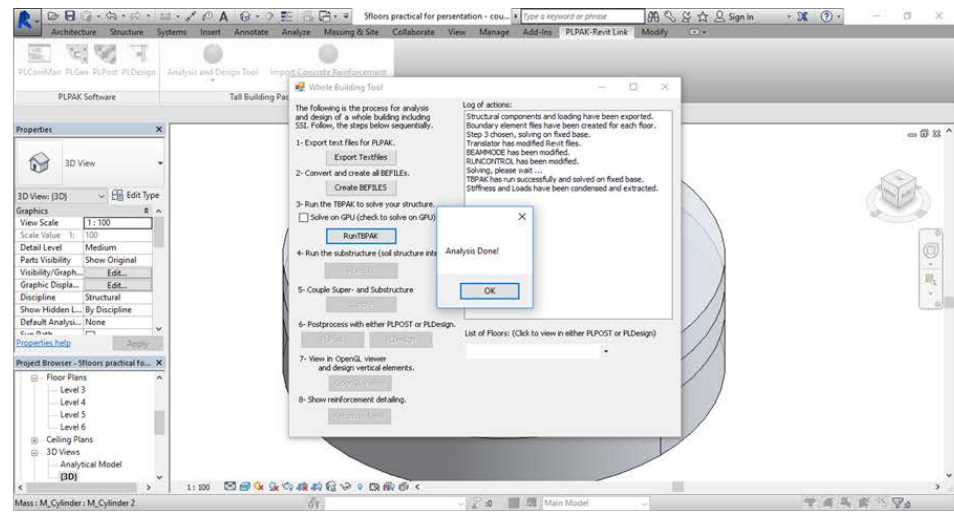 5floors practical for persentation - cou...
Type a keyword or phrase
Sign In
Architecture Structure Systems Insert Annotate Analyze Massing & Site Collaborate View Manage Add-Ins PLPAK-Revit Link Modify
PLCoreMan PLGen PLPost PLDesign
Analysis and Design Tool
Import Concrete Reinforcement
PLPAK Software
Tall Building Pac
Properties
3D View
3D View: {3D}
Edit Type
Graphics
View Scale 1 : 100
Scale Value 1: 100
Detail Level Medium
Parts Visibility Show Original
Visibility/Graph... Edit...
Graphic Displa... Edit...
Discipline Structural
Show Hidden L... By Discipline
Default Analysi... None
Sun Path
Properties help
Apply
Project Browser - 5floors practical fo...
Floor Plans
Level 3
Level 4
Level 5
Level 6
Ceiling Plans
3D Views
Analytical Model
{3D}
Whole Building Tool
The following is the process for analysis
and design of a whole building including
SSI. Follow, the steps below sequentially.
1- Export text files for PLPAK.
Export Textfiles
2- Convert and create all BEFILEs.
Create BEFILES
3- Run the TBPAK to solve your structure.
Solve on GPU (check to solve on GPU)
RunTBPAK
4- Run the substructure (soil structure inte
5- Couple Super- and Substructure
Couple
6- Postprocess with either PLPOST or PLDesign.
PLPost
PLDesign
7- View in OpenGL viewer
and design vertical elements.
8- Show reinforcement detailing.
Log of actions:
Structural components and loading have been exported.
Boundary element files have been created for each floor.
Step 3 chosen, solving on fixed base.
Translator has modified Revit files.
BEAMMODE has been modified.
RUNCONTROL has been modified.
Solving, please wait ...
TBPAK has run successfully and solved on fixed base.
Stiffness and Loads have been condensed and extracted.
Analysis Done!
OK
List of Floors: (Click to view in either PLPOST or PLDesign)
1 : 100
Mass : M_Cylinder : M_Cylinder 2
:0
Main Model
:0